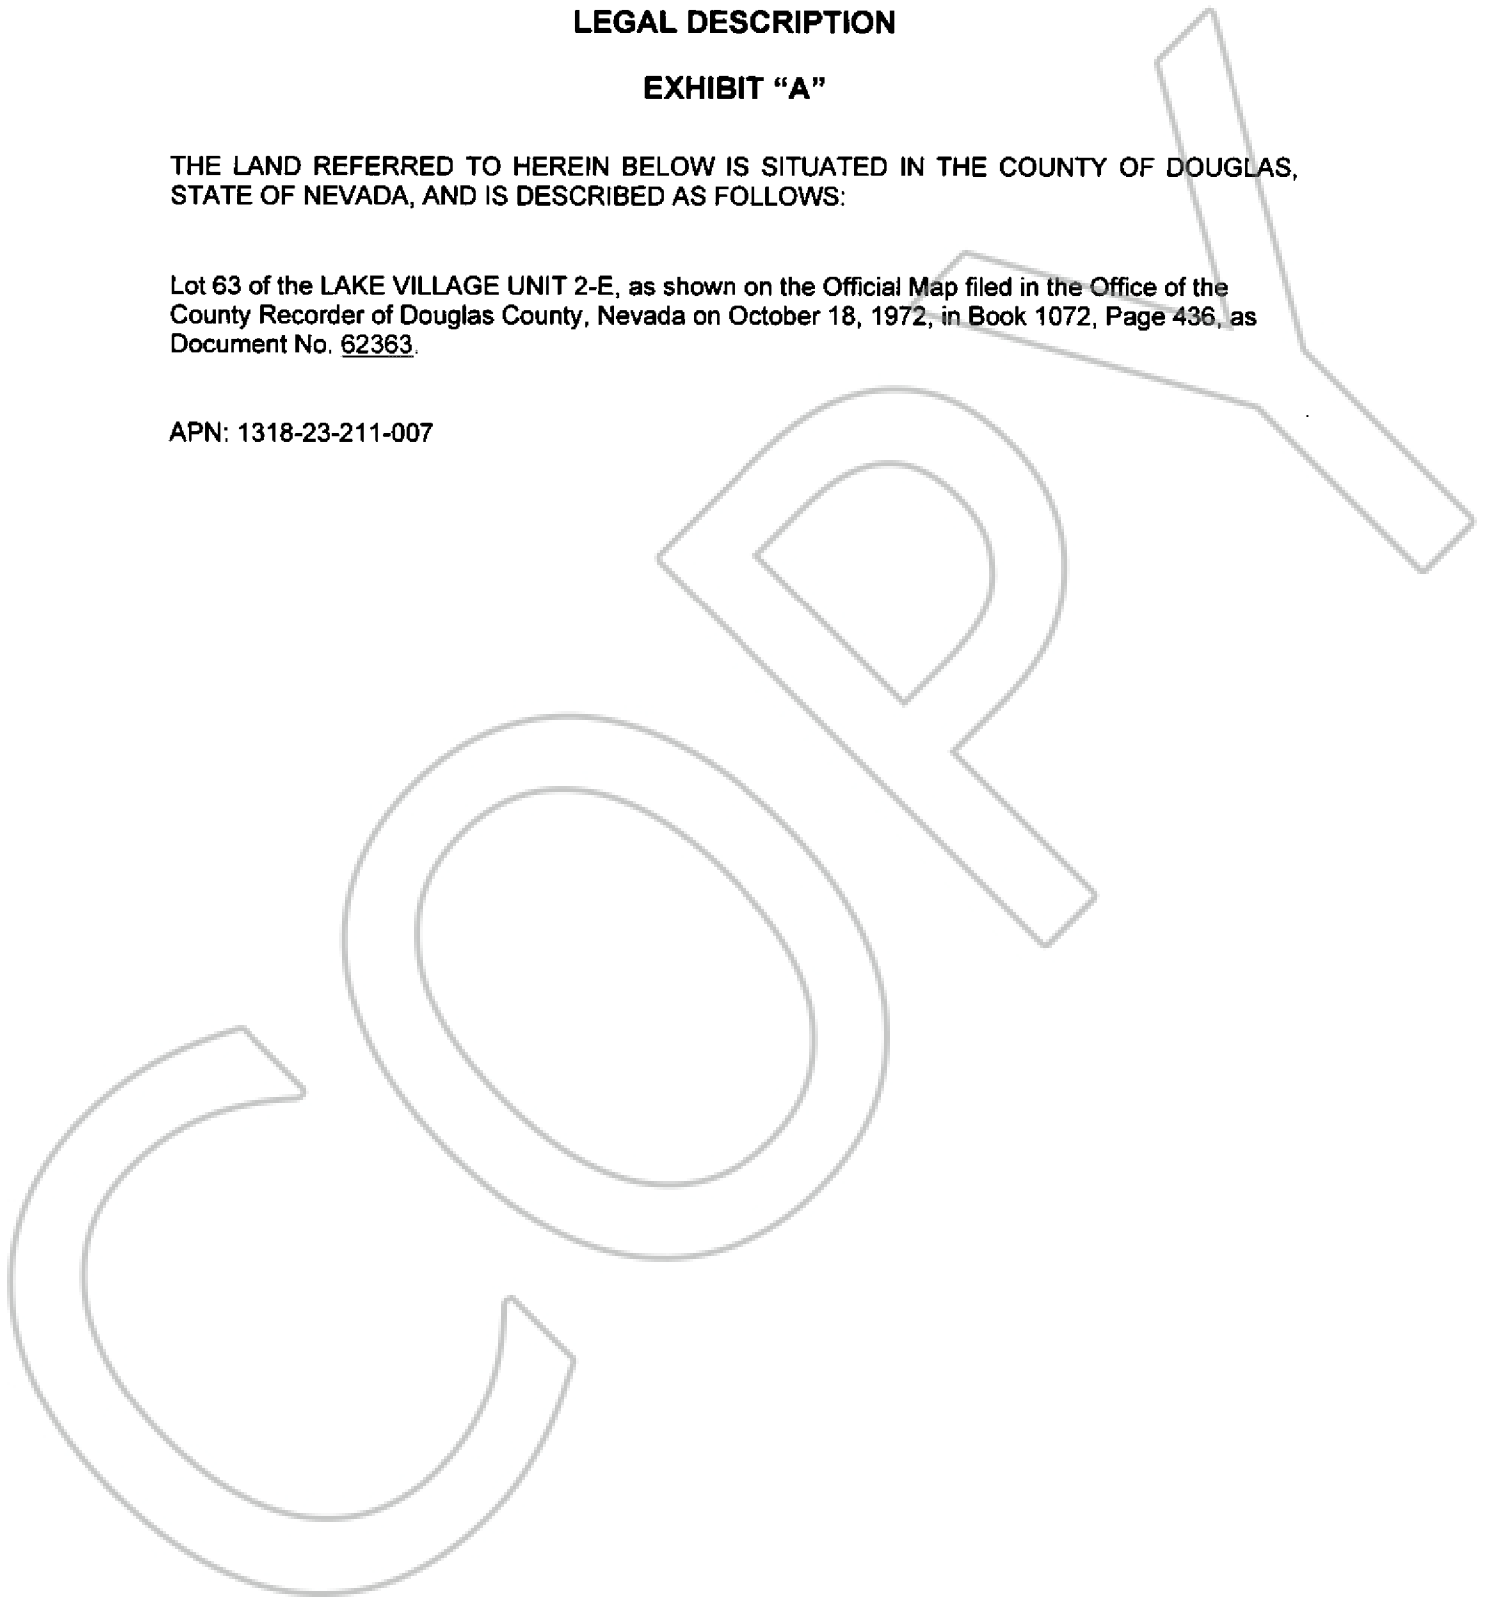 LEGAL DESCRIPTION
EXHIBIT “A”
THE LAND REFERRED TO HEREIN BELOW IS SITUATED IN THE COUNTY OF DOUGLAS,
STATE OF NEVADA, AND IS DESCRIBED AS FOLLOWS:
Lot 63 of the LAKE VILLAGE UNIT 2-E, as shown on the Official Map filed in the Office of the
County Recorder of Douglas County, Nevada on October 18, 1972, in Book 1072, Page 436, as
Document No. 62363.
APN: 1318-23-211-007
COPY